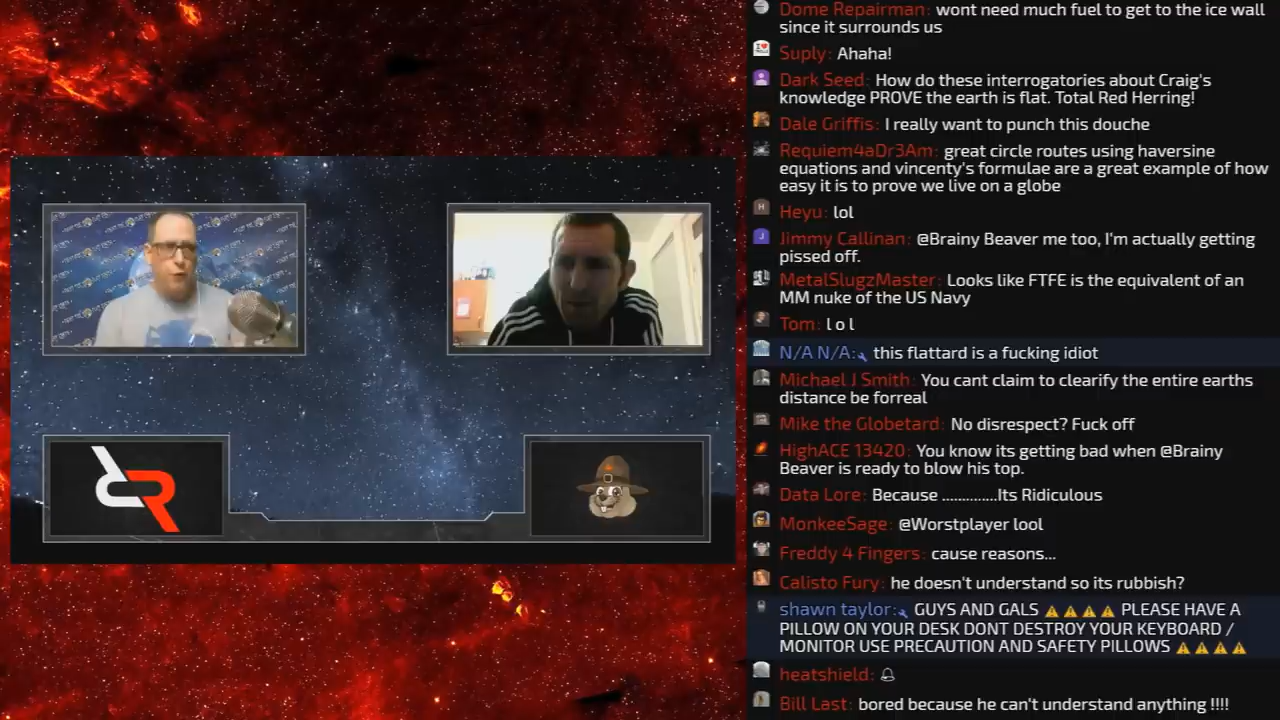 Dome Repairman: wont need much fuel to get to the ice wall
since it surrounds us
Suply: Ahaha!
Dark Seed: How do these interrogatories about Craig's
knowledge PROVE the earth is flat. Total Red Herring!
Dale Griffis: I really want to punch this douche
Requiem4aDr3Am: great circle routes using haversine
equations and vincenty's formulae are a great example of how
easy it is to prove we live on a globe
H Heyu: lol
J Jimmy Callinan: @Brainy Beaver me too, I'm actually getting
pissed off.
MetalSlugzMaster: Looks like FTFE is the equivalent of an
MM nuke of the US Navy
Tom: l o l
N/A N/A: this flattard is a fucking idiot
Michael J Smith: You cant claim to clearify the entire earths
distance be forreal
Mike the Globetard: No disrespect? Fuck off
HighACE 13420: You know its getting bad when @Brainy
Beaver is ready to blow his top.
Data Lore: Because ..............Its Ridiculous
MonkeeSage: @Worstplayer lool
Freddy 4 Fingers: cause reasons...
Calisto Fury: he doesn't understand so its rubbish?
shawn taylor: GUYS AND GALS ⚠⚠⚠⚠ PLEASE HAVE A
PILLOW ON YOUR DESK DONT DESTROY YOUR KEYBOARD /
MONITOR USE PRECAUTION AND SAFETY PILLOWS ⚠⚠⚠⚠
heatshield: 🔔
Bill Last: bored because he can't understand anything !!!!